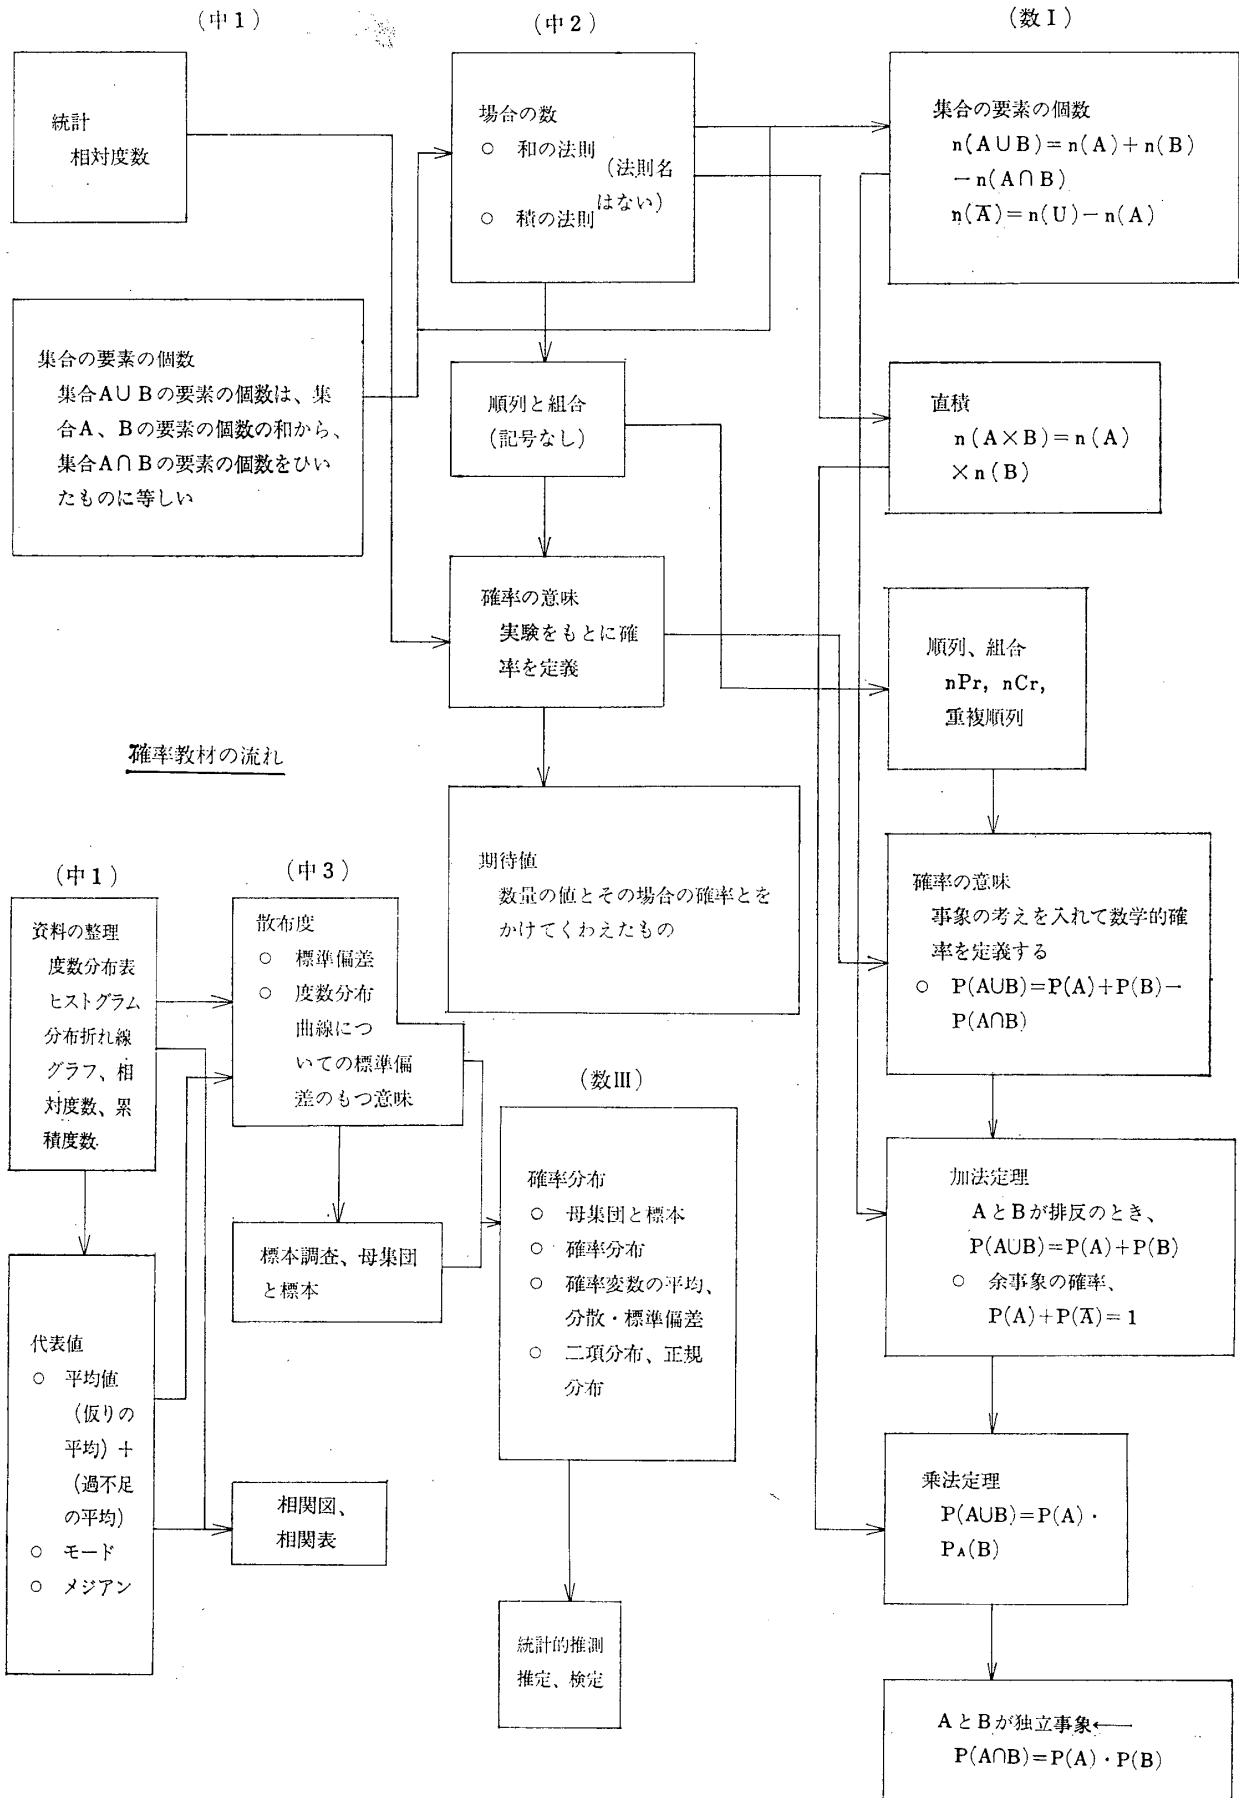 (中1)
統計
相対度数
集合の要素の個数
集合A∪Bの要素の個数は、集
合A、Bの要素の個数の和から、
集合A∩Bの要素の個数をひい
たものに等しい
(中2)
場合の数
○ 和の法則
(法則名
はない)
○ 積の法則
順列と組合
(記号なし)
確率の意味
実験をもとに確
率を定義
期待値
数量の値とその場合の確率とを
かけてくわえたもの
(数I)
集合の要素の個数
n(A∪B)=n(A)+n(B)
-n(A∩B)
n(A̅)=n(U)-n(A)
直積
n(A×B)=n(A)
×n(B)
順列、組合
nPr, nCr,
重複順列
確率の意味
事象の考えを入れて数学的確
率を定義する
○ P(A∪B)=P(A)+P(B)-
P(A∩B)
加法定理
AとBが排反のとき、
P(A∪B)=P(A)+P(B)
○ 余事象の確率、
P(A)+P(A̅)=1
乗法定理
P(A∪B)=P(A)・
PA(B)
AとBが独立事象←
P(A∩B)=P(A)・P(B)
確率教材の流れ
(中1)
資料の整理
度数分布表
ヒストグラム
分布折れ線
グラフ、相
対度数、累
積度数
代表値
○ 平均値
(仮りの
平均)+
(過不足
の平均)
○ モード
○ メジアン
(中3)
散布度
○ 標準偏差
○ 度数分布
曲線につ
いての標準偏
差のもつ意味
標本調査、母集団
と標本
相関図、
相関表
(数III)
確率分布
○ 母集団と標本
○ 確率分布
○ 確率変数の平均、
分散・標準偏差
○ 二項分布、正規
分布
統計的推測
推定、検定